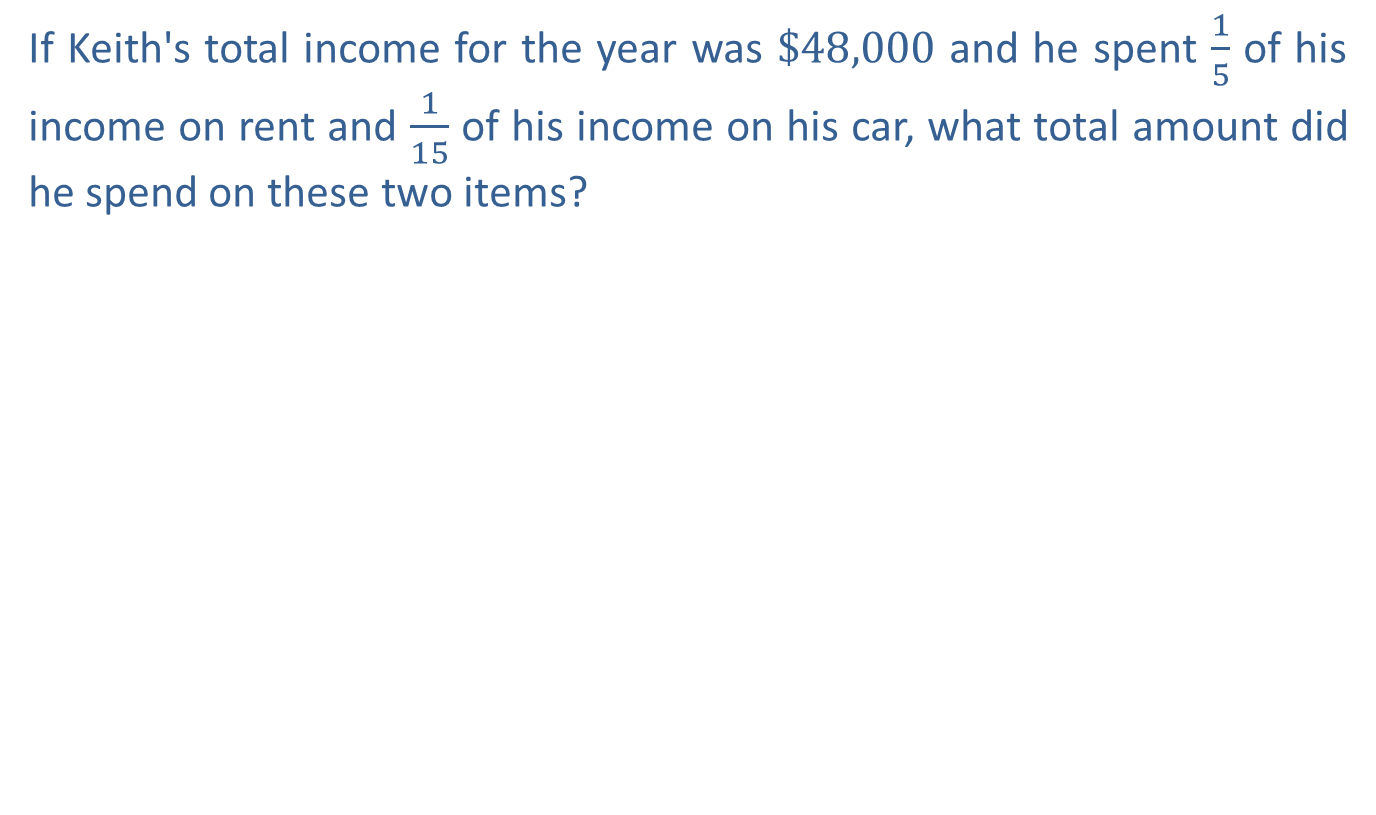 If Keith's total income for the year was $48,000 and he spent 1/5 of his
income on rent and 1/15 of his income on his car, what total amount did
he spend on these two items?